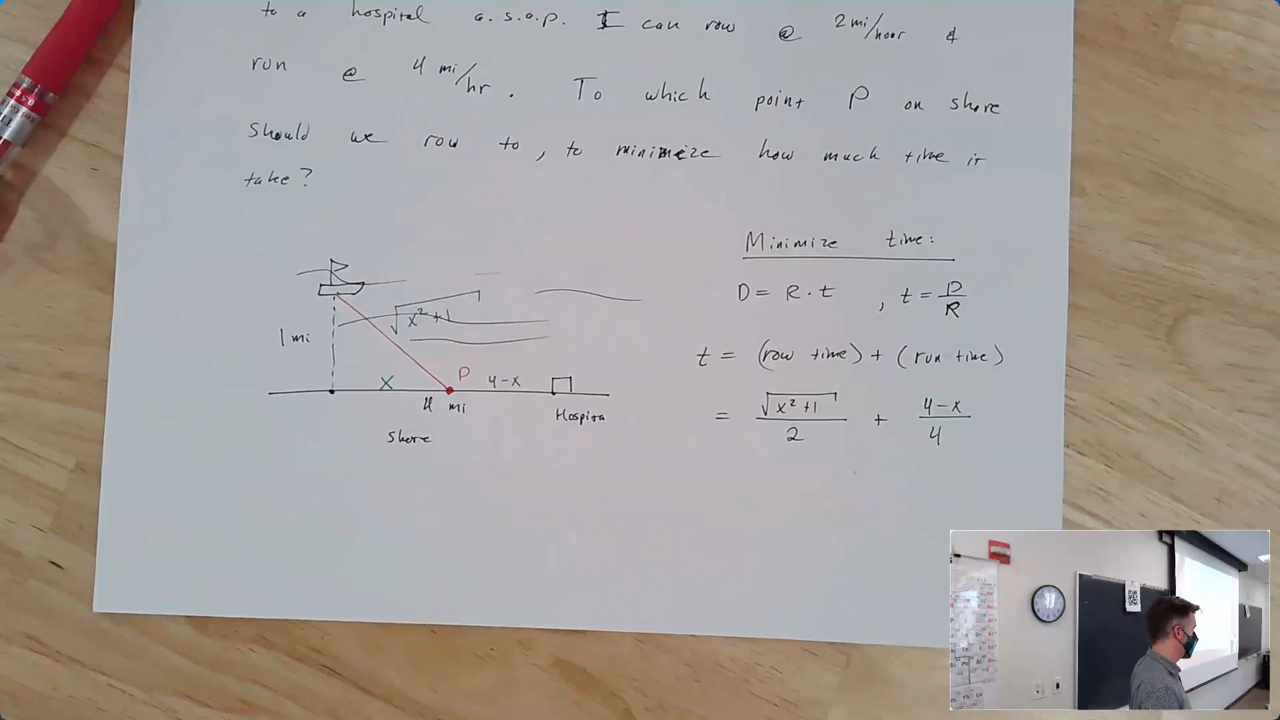 to a hospital a.s.a.p. I can row @ 2mi/hour &
run @ 4 mi/hr. To which point P on shore
should we row to, to minimize how much time it
take?
Minimize time:
D = R · t , t = D/R
t = (row time) + (run time)
= √(x² + 1)/2 + (4-x)/4
√(x² + 1)
1 mi
x
P
4-x
4 mi
Hospita
shore